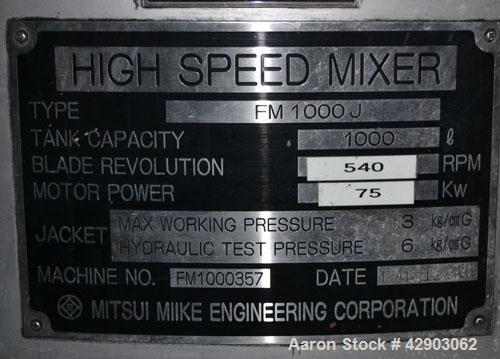 HIGH SPEED MIXER
TYPE FM 1000 J
TANK CAPACITY 1000 ℓ
BLADE REVOLUTION 540 RPM
MOTOR POWER 75 Kw
JACKET
MAX WORKING PRESSURE 3 kg/㎠G
HYDRAULIC TEST PRESSURE 6 kg/㎠G
MACHINE NO. FM1000357 DATE
MITSUI MIIKE ENGINEERING CORPORATION
Aaron Stock # 42903062